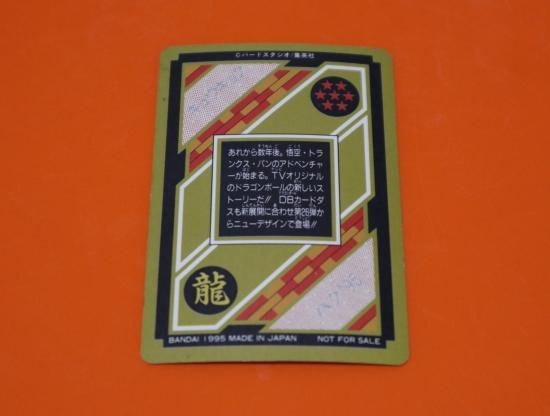 ©バードスタジオ/集英社
あれから数年後。悟空・トラ
ンクス・パンのアドベンチャ
ーが始まる。TVオリジナル
のドラゴンボールの新しいス
トーリーだ!! DBカードダ
スも新展開に合わせ第26弾か
らニューデザインで登場!!
龍
BANDAI 1995 MADE IN JAPAN NOT FOR SALE